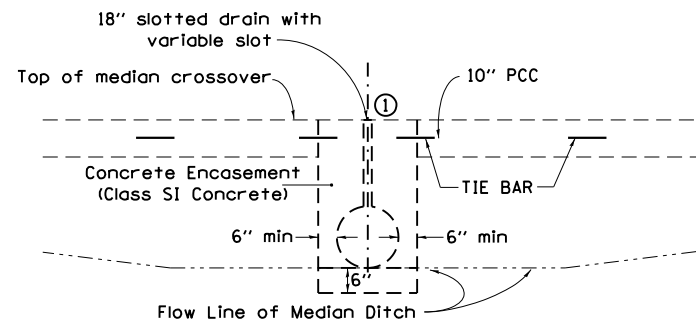 18" slotted drain with
variable slot
Top of median crossover
①
10" PCC
Concrete Encasement
(Class SI Concrete)
TIE BAR
6" min
6" min
6"
Flow Line of Median Ditch